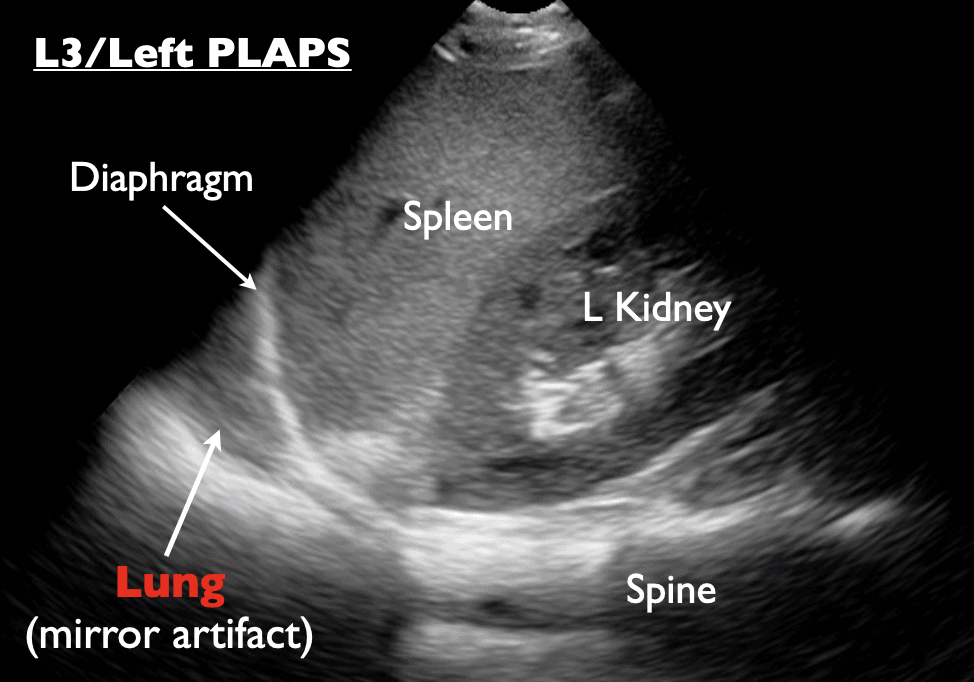 L3/Left PLAPS
Diaphragm
Spleen
L Kidney
Lung
(mirror artifact)
Spine